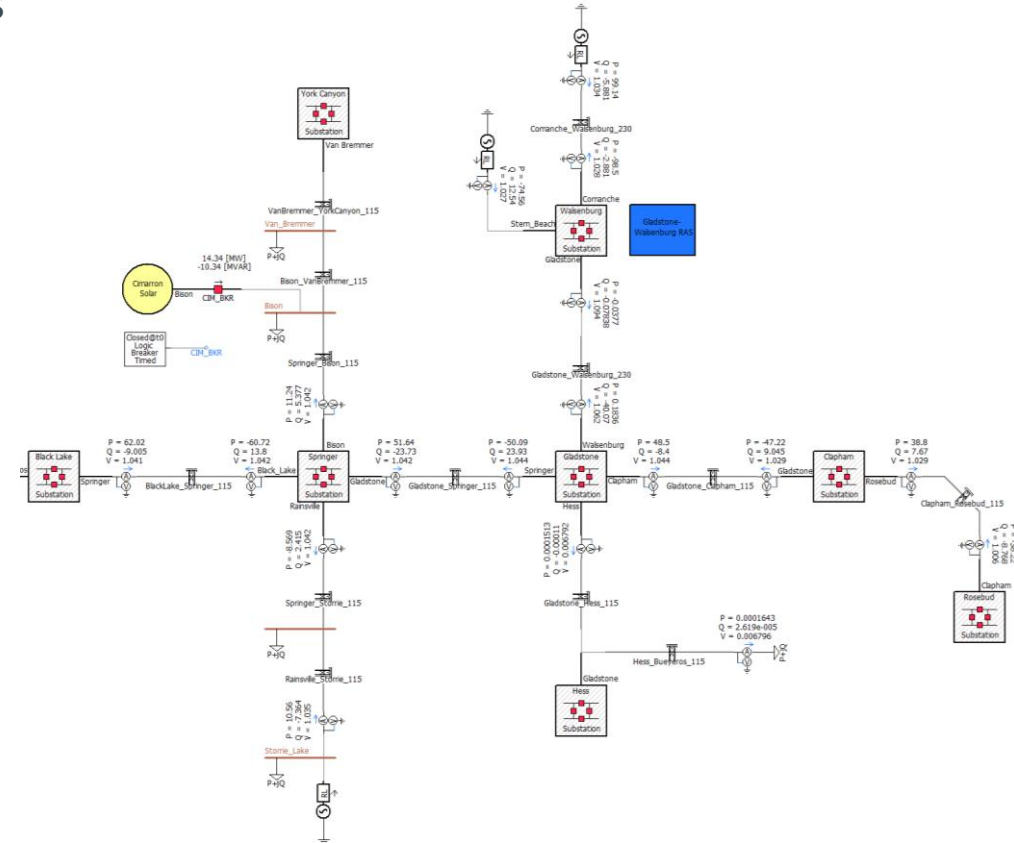 P = 99.14
Q = -5.881
V = 1.034
Comanche_Walsenburg_230
P = -98.5
Q = -2.881
V = 1.028
Comanche
York Canyon
Substation
Van Bremmer
RL
RL
P = -74.56
Q = 12.54
V = 1.027
Stern_Beach
Walsenburg
Substation
Gladstone
Gladstone-
Walsenburg RAS
VanBremmer_YorkCanyon_115
Van_Bremmer
P+jQ
14.34 [MW]
-10.34 [MVAR]
Cimarron
Solar
Bison
CIM_BKR
Bison_VanBremmer_115
Bison
P+jQ
Closed@t0
Logic
Breaker
Timed
CIM_BKR
Springer_Bison_115
P = 11.24
Q = 5.377
V = 1.042
Bison
P = -0.0377
Q = -0.07838
V = 1.094
Gladstone_Walsenburg_230
P = 0.1836
Q = -40.07
V = 1.062
Walsenburg
Black Lake
Substation
Springer
P = 62.02
Q = -9.005
V = 1.041
BlackLake_Springer_115
P = -60.72
Q = 13.8
V = 1.042
Black_Lake
Springer
Substation
Rainsville
Gladstone
P = 51.64
Q = -23.73
V = 1.042
Gladstone_Springer_115
P = -50.09
Q = 23.93
V = 1.044
Springer
Gladstone
Substation
Hess
Clapham
P = 48.5
Q = -8.4
V = 1.044
Gladstone_Clapham_115
P = -47.22
Q = 9.045
V = 1.029
Gladstone
Clapham
Substation
Rosebud
P = 38.8
Q = 7.67
V = 1.029
Clapham_Rosebud_115
Q = -8.768
V = 1.006
Clapham
Rosebud
Substation
P = -8.569
Q = 2.415
V = 1.042
Springer_Storrie_115
P+jQ
Rainsville_Storrie_115
P = 10.56
Q = -7.364
V = 1.035
Storrie_Lake
P+jQ
RL
P = 0.0001513
Q = -0.00011
V = 0.006792
Gladstone_Hess_115
P = 0.0001643
Q = 2.619e-005
V = 0.006796
Hess_Bueyeros_115
P+jQ
Gladstone
Hess
Substation